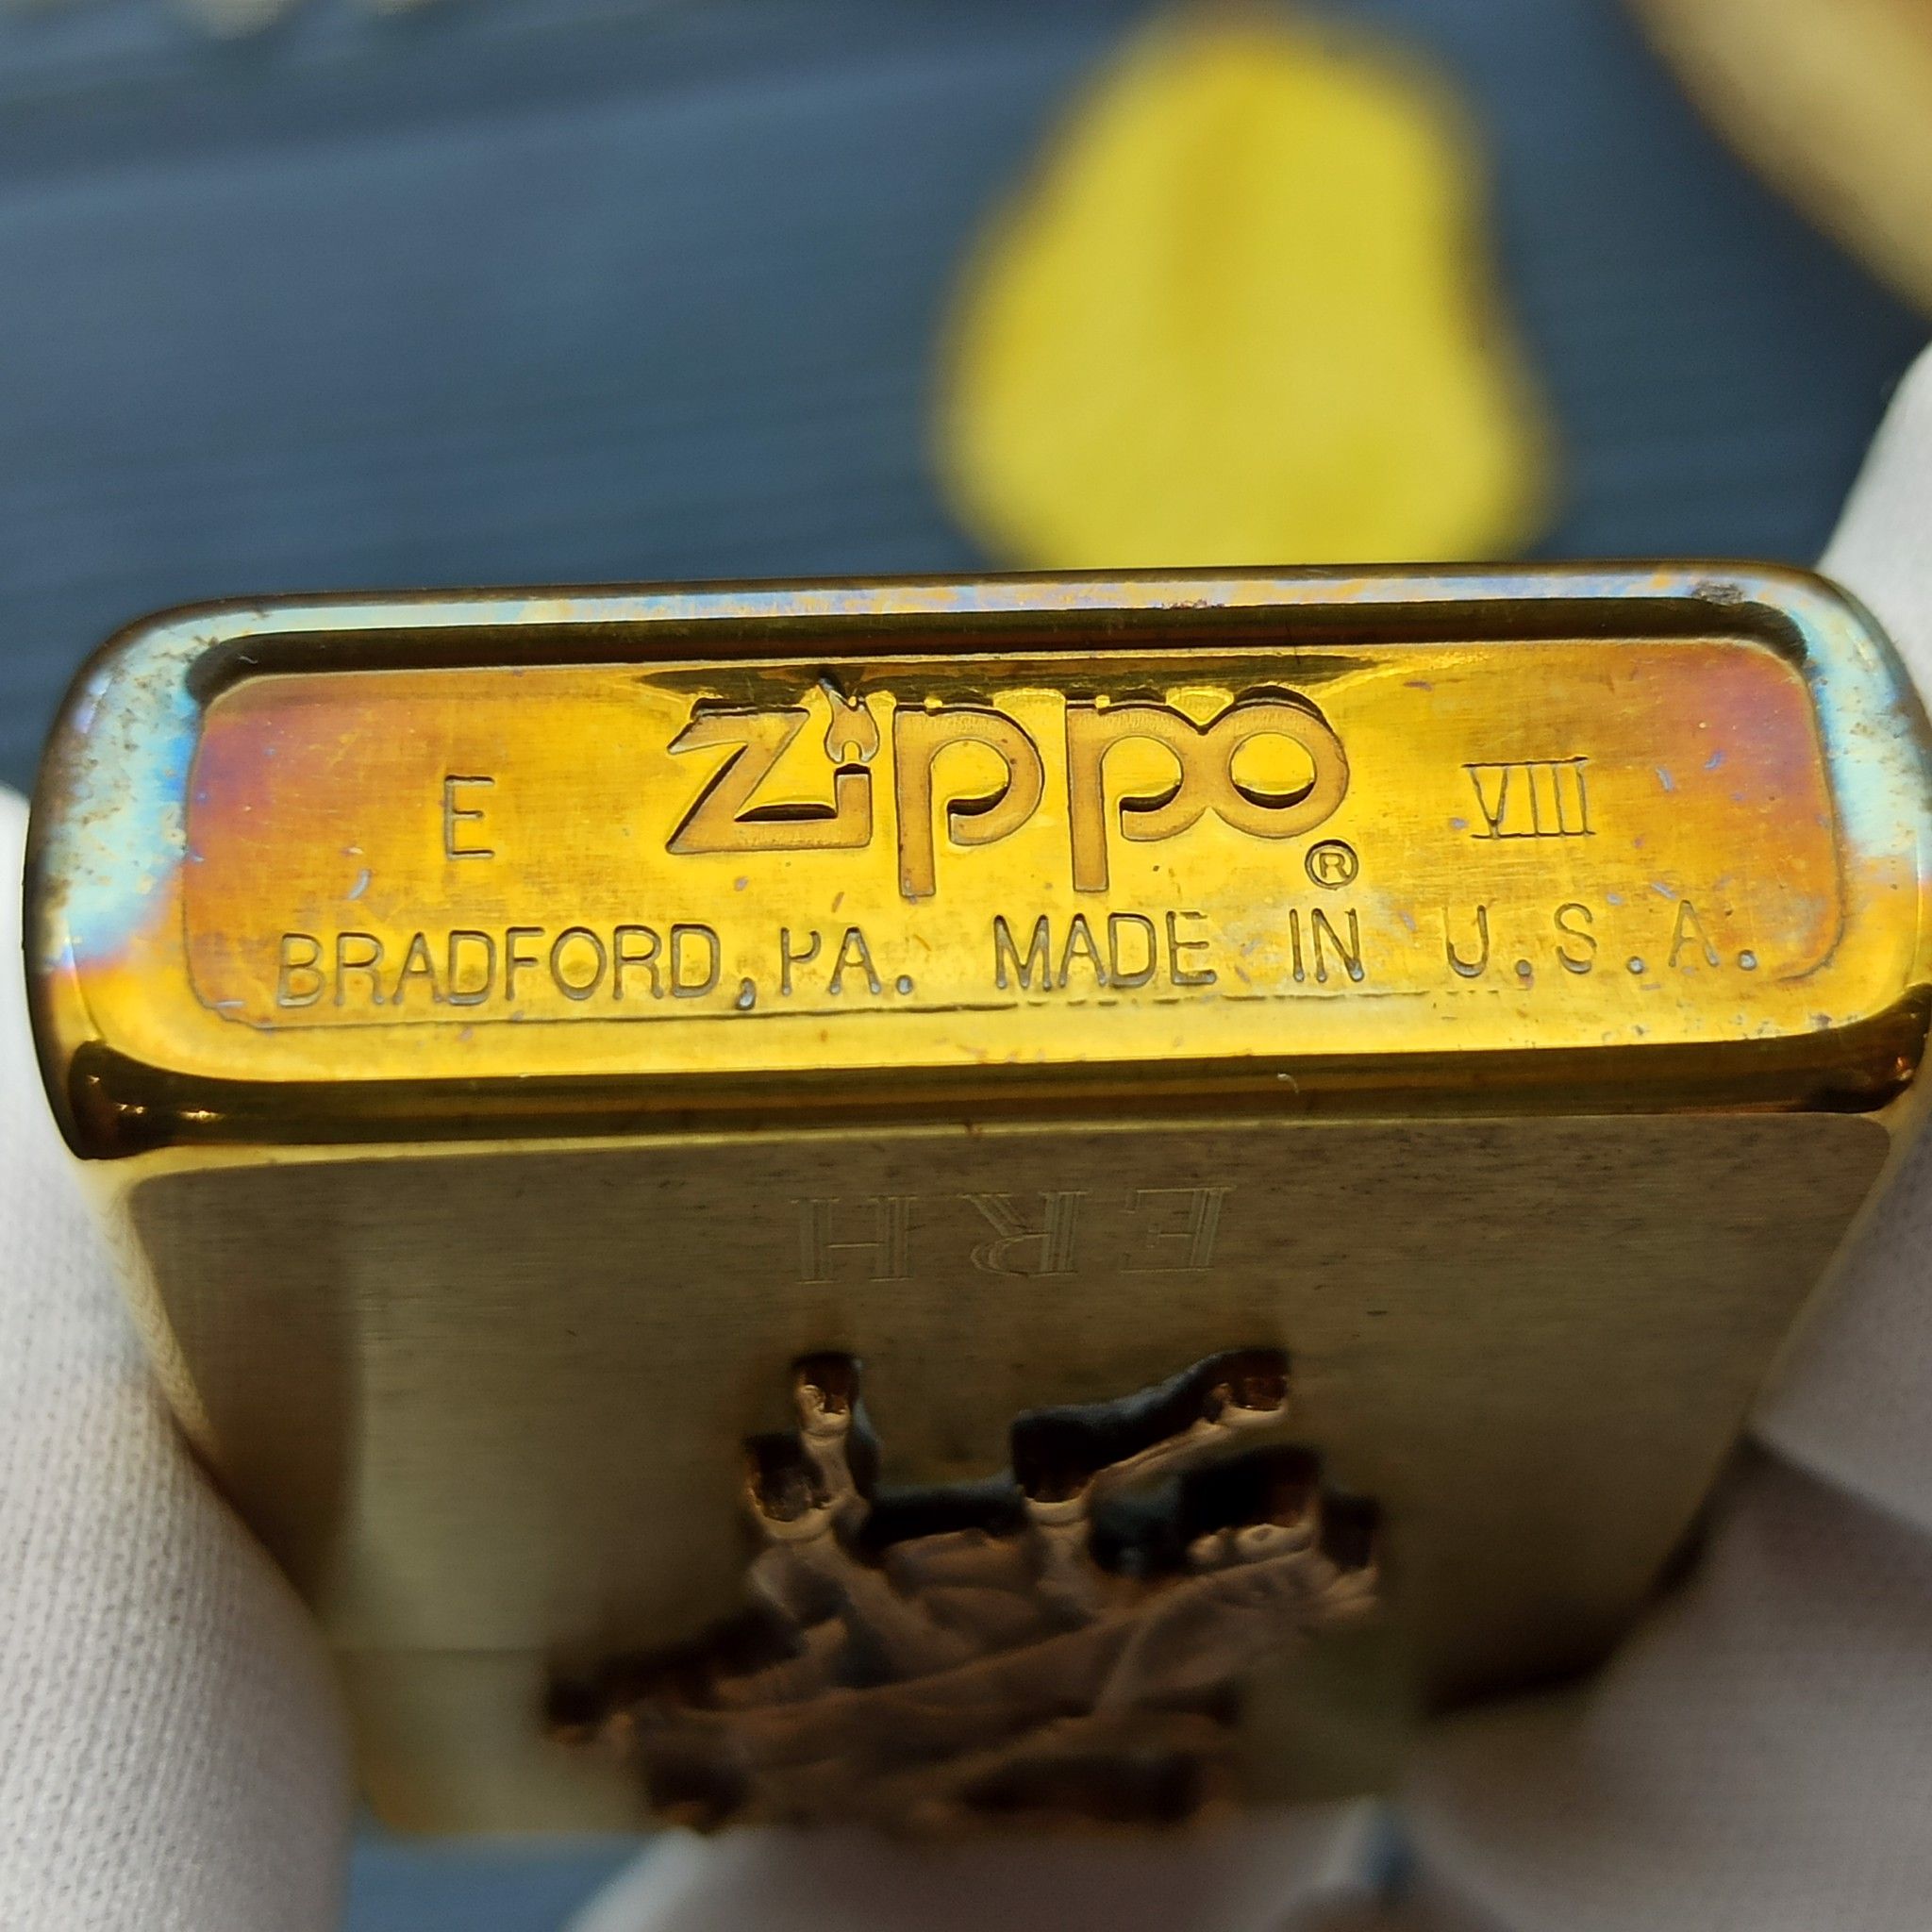 E Zippo® VIII
BRADFORD, PA. MADE IN U.S.A.
ERH